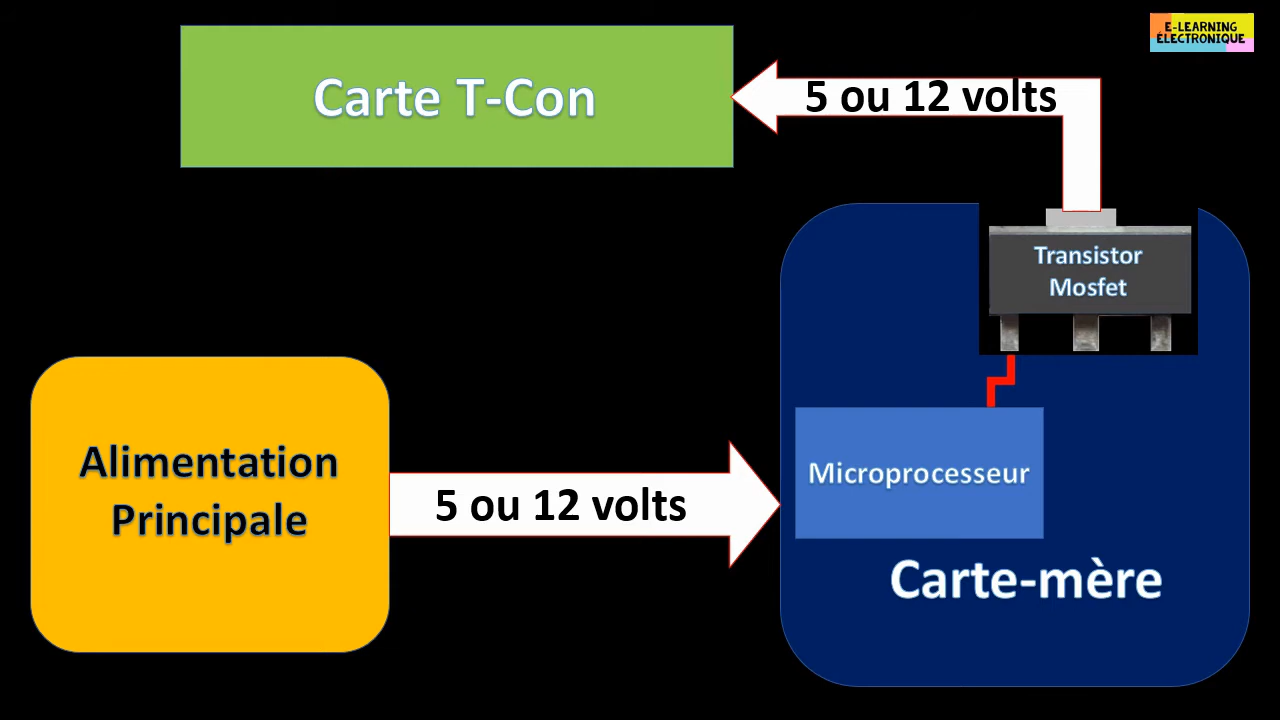 E-LEARNING
ÉLECTRONIQUE
Carte T-Con
5 ou 12 volts
Transistor
Mosfet
Alimentation
Principale
5 ou 12 volts
Microprocesseur
Carte-mère